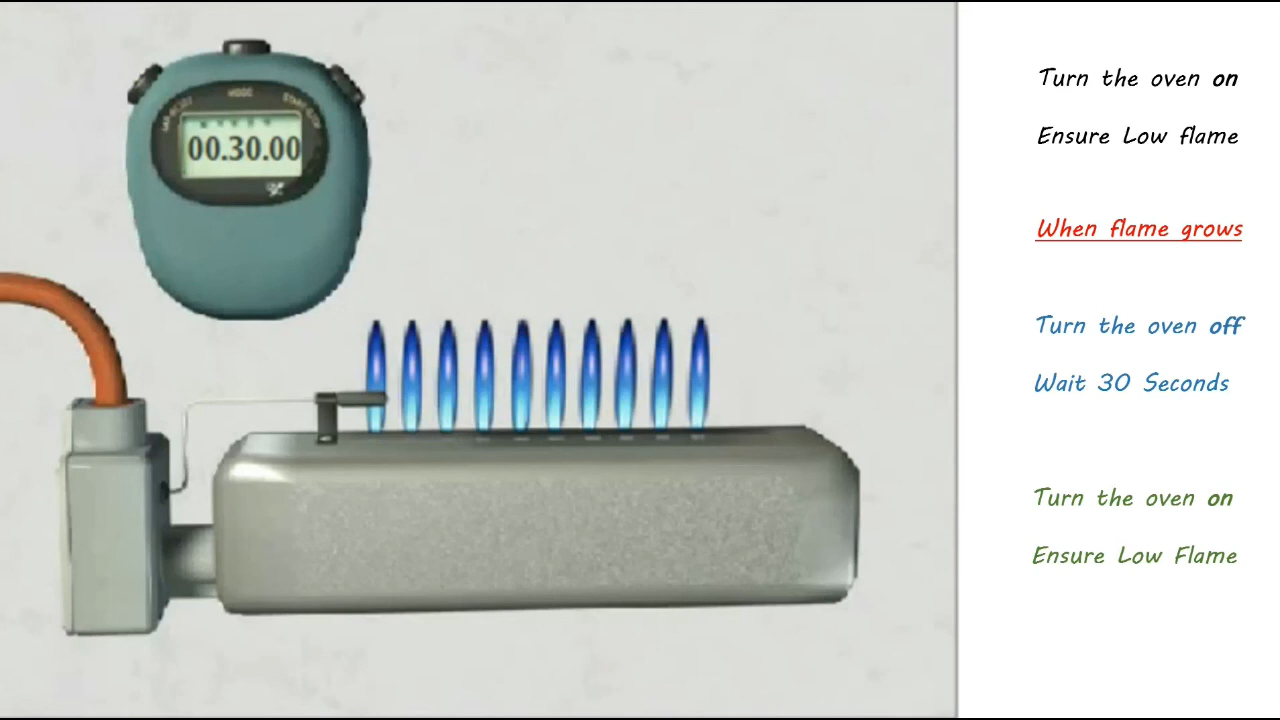 MODE
00.30.00
Turn the oven on
Ensure Low flame
When flame grows
Turn the oven off
Wait 30 Seconds
Turn the oven on
Ensure Low Flame